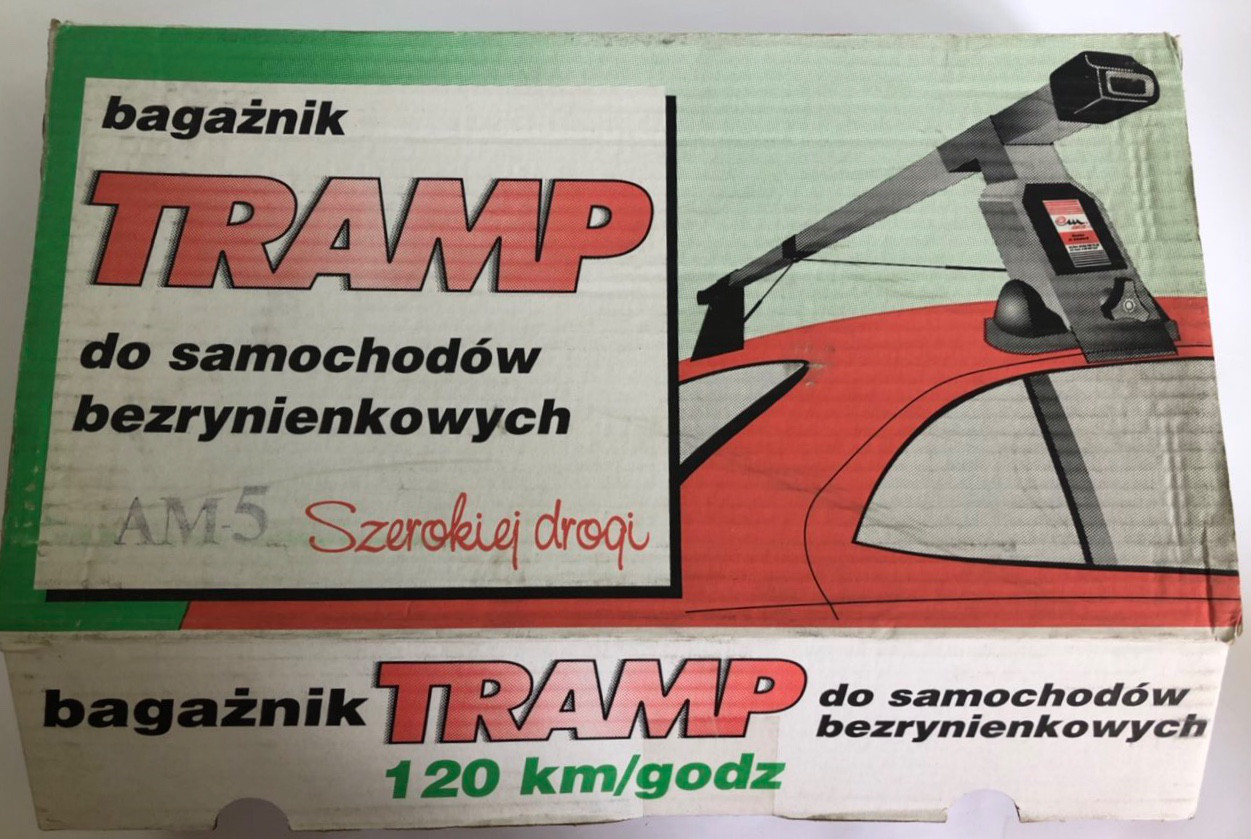 bagażnik
TRAMP
do samochodów
bezrynienkowych
AM-5 Szerokiej drogi
bagażnik TRAMP do samochodów
bezrynienkowych
120 km/godz